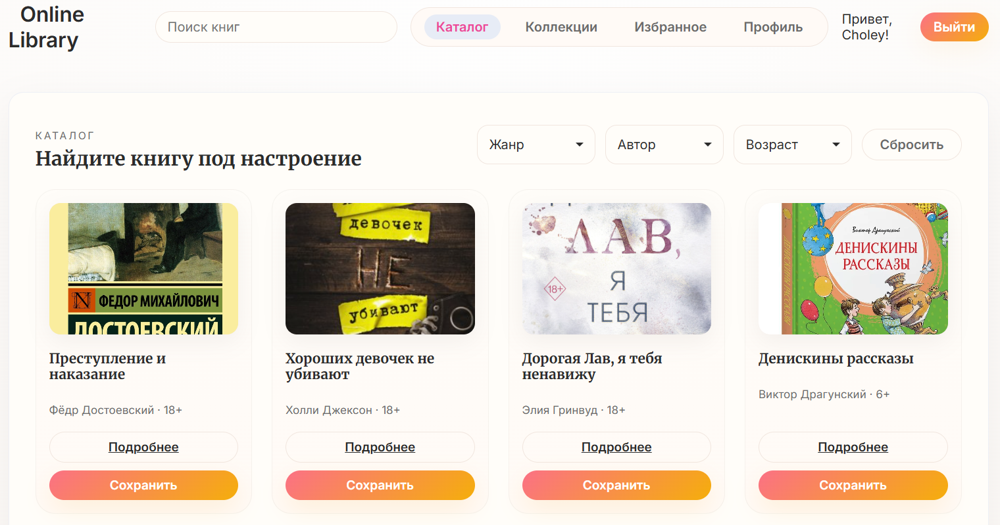 Online
Library
Поиск книг
Каталог
Коллекции
Избранное
Профиль
Привет,
Choley!
Выйти
КАТАЛОГ
Найдите книгу под настроение
Жанр
Автор
Возраст
Сбросить
N ФЕДОР МИХАЙЛОВИЧ
ДОСТОЕВСКИЙ
девочек
НЕ
убивают
ЛАВ,
Я
18+
ТЕБЯ
Виктор Драгунский
ДЕНИСКИНЫ
РАССКАЗЫ
ДЕНИСКИНЫ РАССКАЗЫ
Преступление и
наказание
Хороших девочек не
убивают
Дорогая Лав, я тебя
ненавижу
Денискины рассказы
Фёдр Достоевский · 18+
Холли Джексон · 18+
Элия Гринвуд · 18+
Виктор Драгунский · 6+
Подробнее
Подробнее
Подробнее
Подробнее
Сохранить
Сохранить
Сохранить
Сохранить